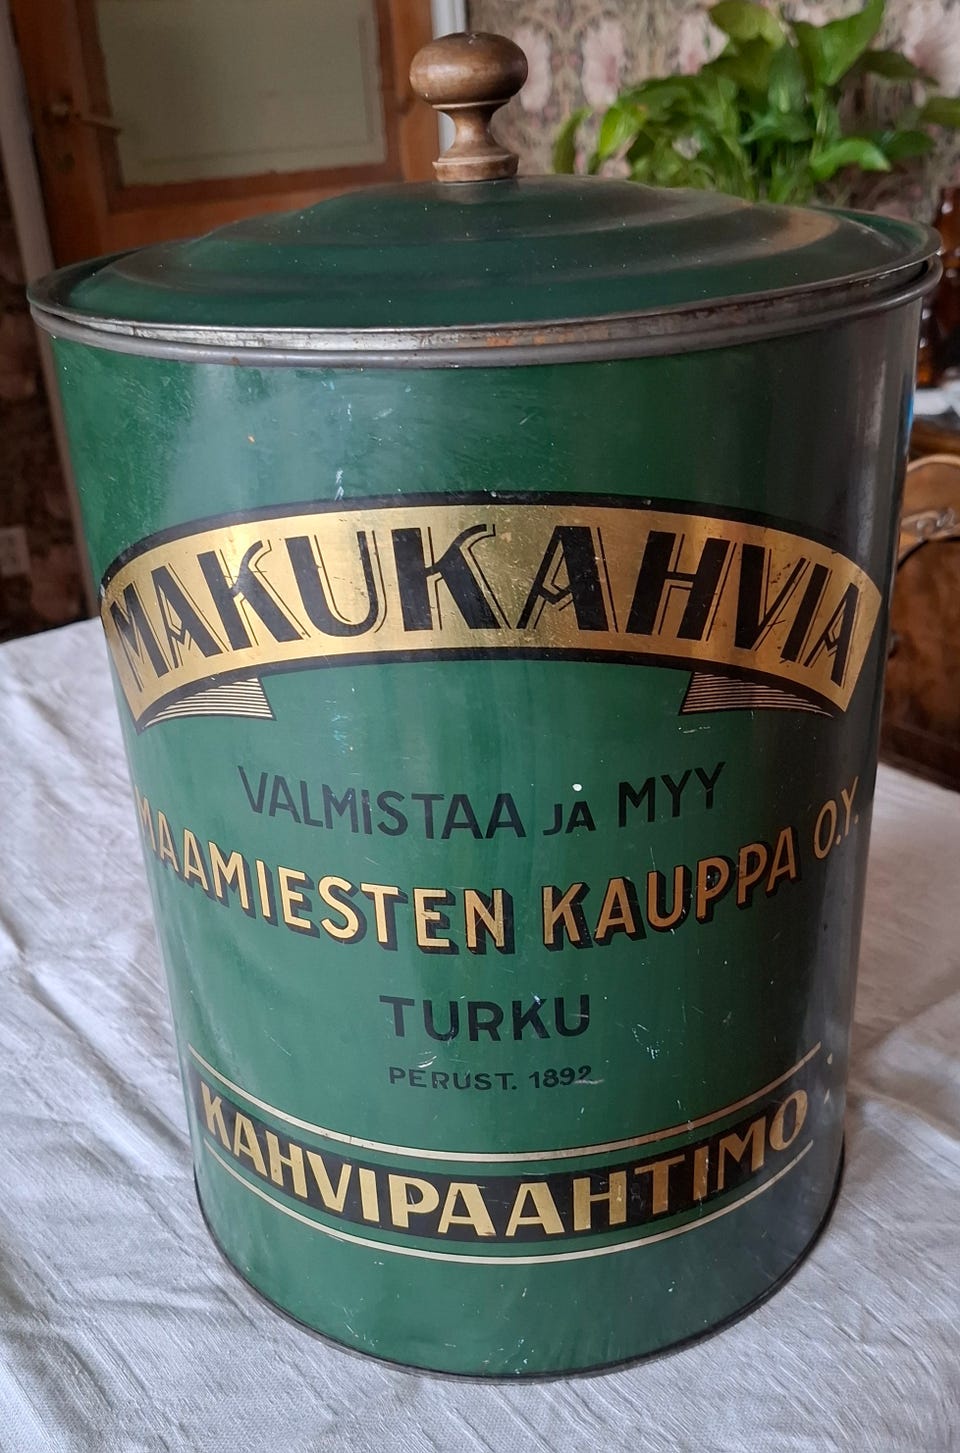 MAKUKAHVIA
VALMISTAA JA MYY
MAAMIESTEN KAUPPA O.Y.
TURKU
PERUST. 1892
KAHVIPAAHTIMO